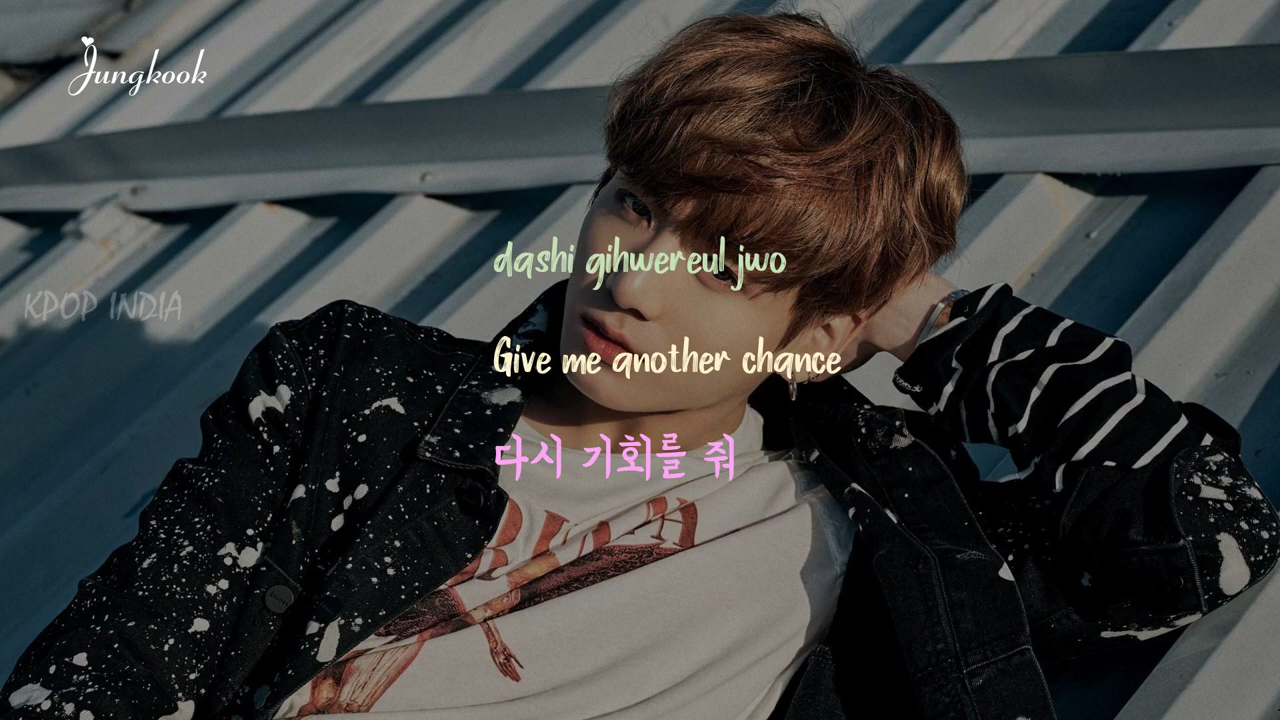 Jungkook
dashi gihwereul jwo
KPOP INDIA
Give me another chance
다시 기회를 줘